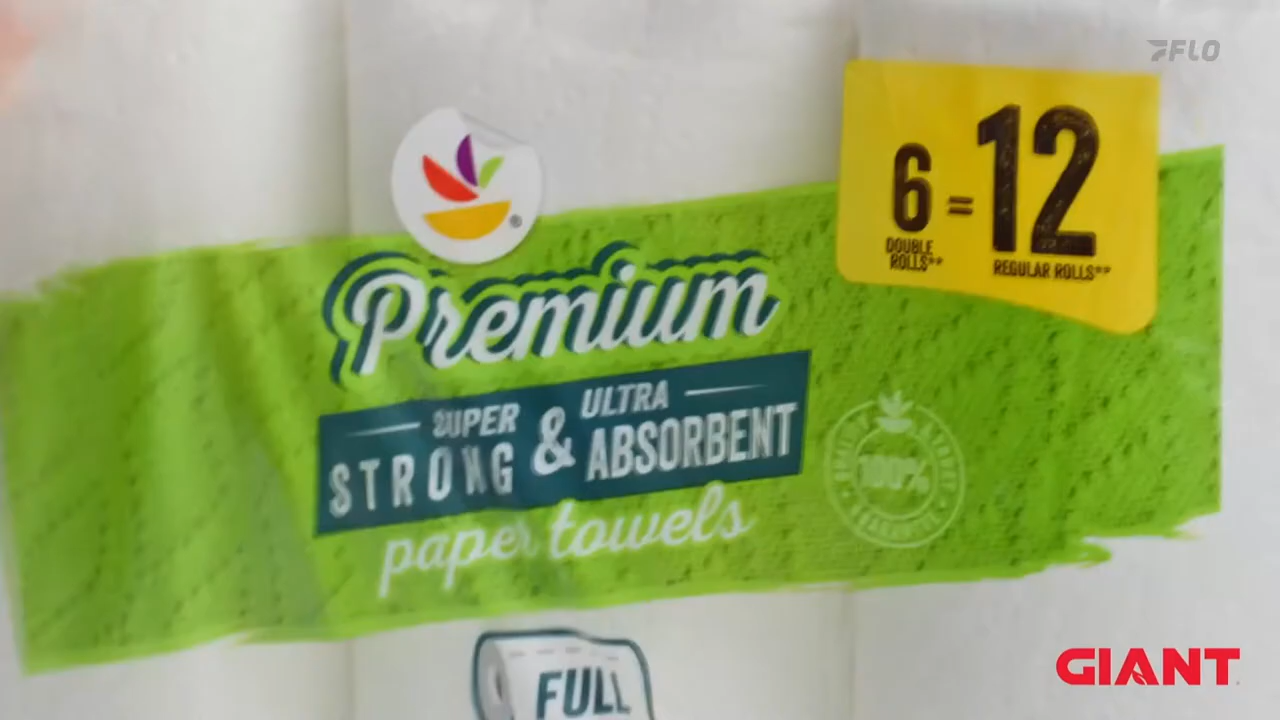 FLO
6 = 12
DOUBLE ROLLS**
REGULAR ROLLS**
Premium
SUPER STRONG & ULTRA ABSORBENT
paper towels
100%
FULL
GIANT